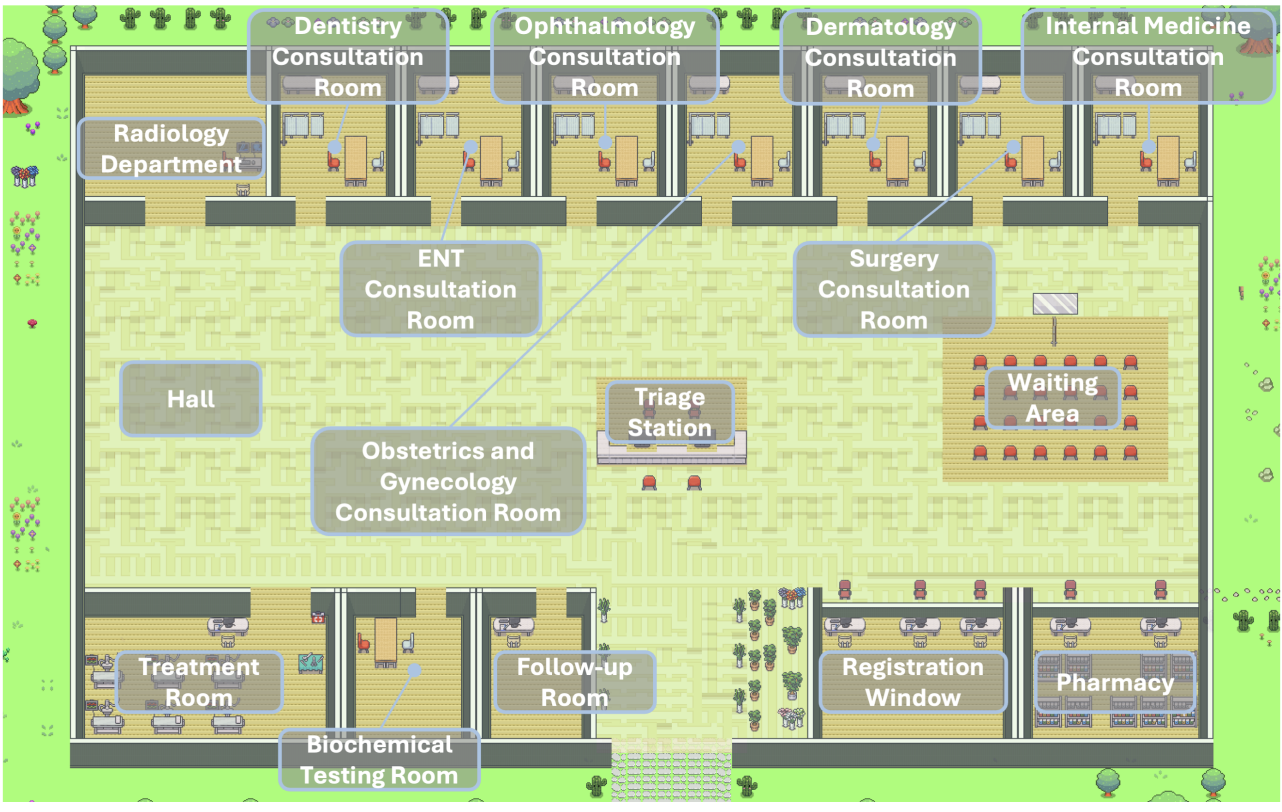 Dentistry
Consultation
Room
Ophthalmology
Consultation
Room
Dermatology
Consultation
Room
Internal Medicine
Consultation
Room
Radiology
Department
ENT
Consultation
Room
Surgery
Consultation
Room
Hall
Triage
Station
Waiting
Area
Obstetrics and
Gynecology
Consultation Room
Treatment
Room
Follow-up
Room
Registration
Window
Pharmacy
Biochemical
Testing Room